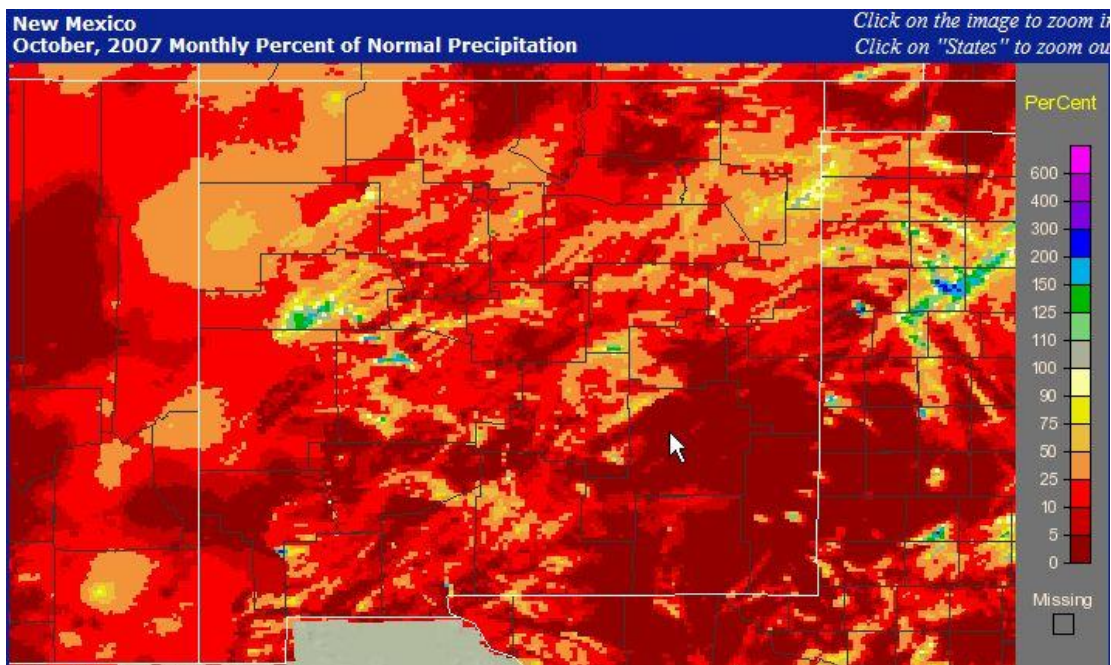 New Mexico
October, 2007 Monthly Percent of Normal Precipitation
Click on the image to zoom in
Click on "States" to zoom ou
PerCent
600
400
300
200
150
125
110
100
90
75
50
25
10
5
0
Missing